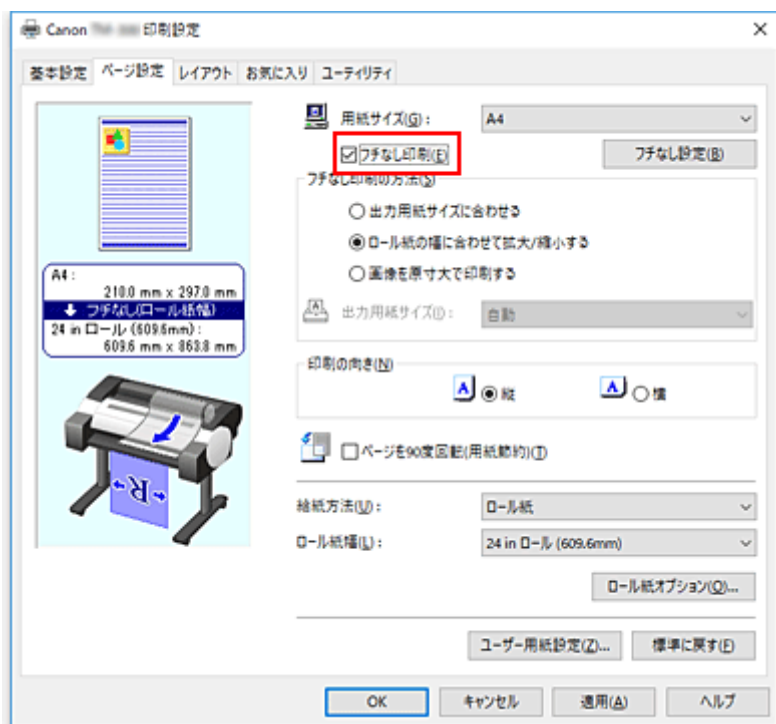 Canon 印刷設定
基本設定 ページ設定 レイアウト お気に入り ユーティリティ
用紙サイズ(G): A4
フチなし印刷(E) フチなし設定(B)
フチなし印刷の方法(S)
出力用紙サイズに合わせる
ロール紙の幅に合わせて拡大/縮小する
画像を原寸大で印刷する
出力用紙サイズ(I): 自動
A4:
210.0 mm x 297.0 mm
フチなし(ロール紙幅)
24 in ロール (609.6mm):
609.6 mm x 863.8 mm
印刷の向き(N)
A 縦 A 横
ページを90度回転(用紙節約)(T)
R
給紙方法(U): ロール紙
ロール紙幅(L): 24 in ロール (609.6mm)
ロール紙オプション(O)...
ユーザー用紙設定(Z)... 標準に戻す(F)
OK キャンセル 適用(A) ヘルプ